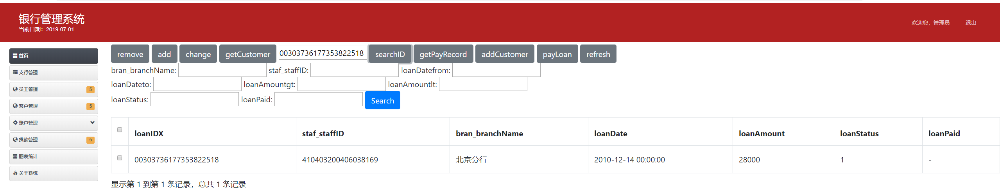 银行管理系统
当前日期：2019-07-01
欢迎您，管理员 退出
首页
支行管理
员工管理 5
客户管理 5
账户管理
贷款管理 5
图表统计
关于系统
remove add change getCustomer 00303736177353822518 searchID getPayRecord addCustomer payLoan refresh
bran_branchName: staf_staffID: loanDatefrom:
loanDateto: loanAmountgt: loanAmountlt:
loanStatus: loanPaid: Search
loanIDX staf_staffID bran_branchName loanDate loanAmount loanStatus loanPaid
00303736177353822518 410403200406038169 北京分行 2010-12-14 00:00:00 28000 1 -
显示第 1 到第 1 条记录，总共 1 条记录